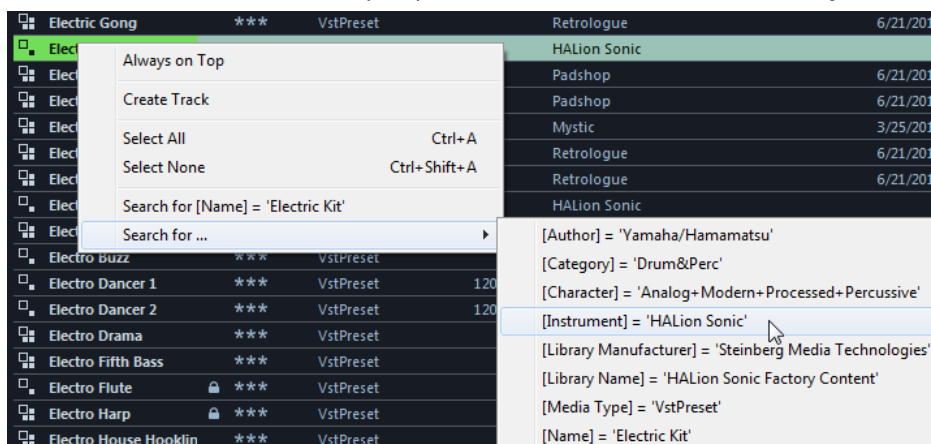 Electric Gong *** VstPreset Retrologue 6/21/201
Elect HALion Sonic
Always on Top
Elect Padshop 6/21/201
Create Track
Elect Padshop 6/21/201
Elect Mystic 3/25/201
Select All Ctrl+A
Elect Retrologue 6/21/201
Select None Ctrl+Shift+A
Elect Retrologue 6/21/201
Elect HALion Sonic
Search for [Name] = 'Electric Kit'
Elect
Search for ...
[Author] = 'Yamaha/Hamamatsu'
Electro Buzz *** VstPreset
[Category] = 'Drum&Perc'
Electro Dancer 1 *** VstPreset 120
[Character] = 'Analog+Modern+Processed+Percussive'
Electro Dancer 2 *** VstPreset 120
[Instrument] = 'HALion Sonic'
Electro Drama *** VstPreset
[Library Manufacturer] = 'Steinberg Media Technologies'
Electro Fifth Bass *** VstPreset
[Library Name] = 'HALion Sonic Factory Content'
Electro Flute *** VstPreset
[Media Type] = 'VstPreset'
Electro Harp *** VstPreset
[Name] = 'Electric Kit'
Electro House Hooklin *** VstPreset